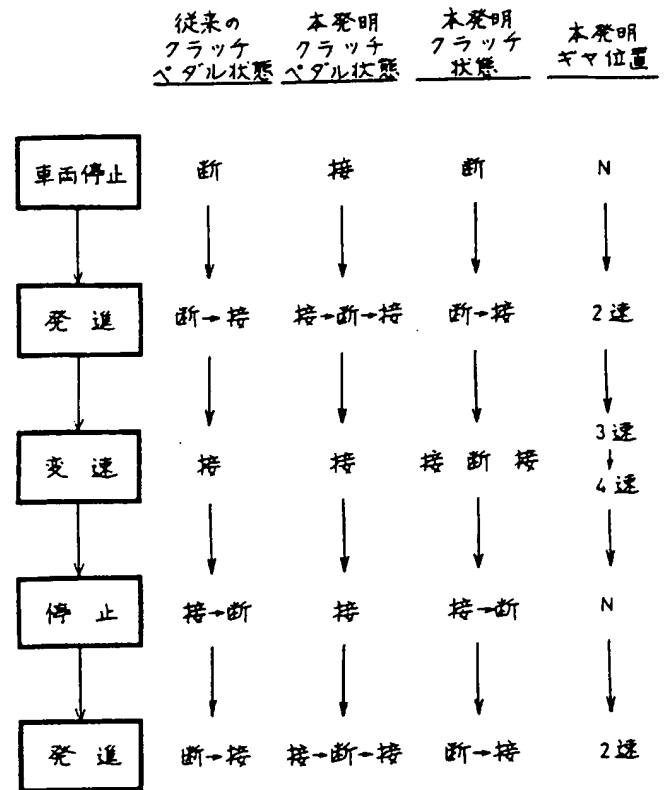 従来の
クラッチ
ペダル状態
本発明
クラッチ
ペダル状態
本発明
クラッチ
状態
本発明
ギヤ位置
車両停止
断
接
断
N
発進
断→接
接→断→接
断→接
2速
変速
接
接
接 断 接
3速
↓
4速
停止
接→断
接
接→断
N
発進
断→接
接→断→接
断→接
2速